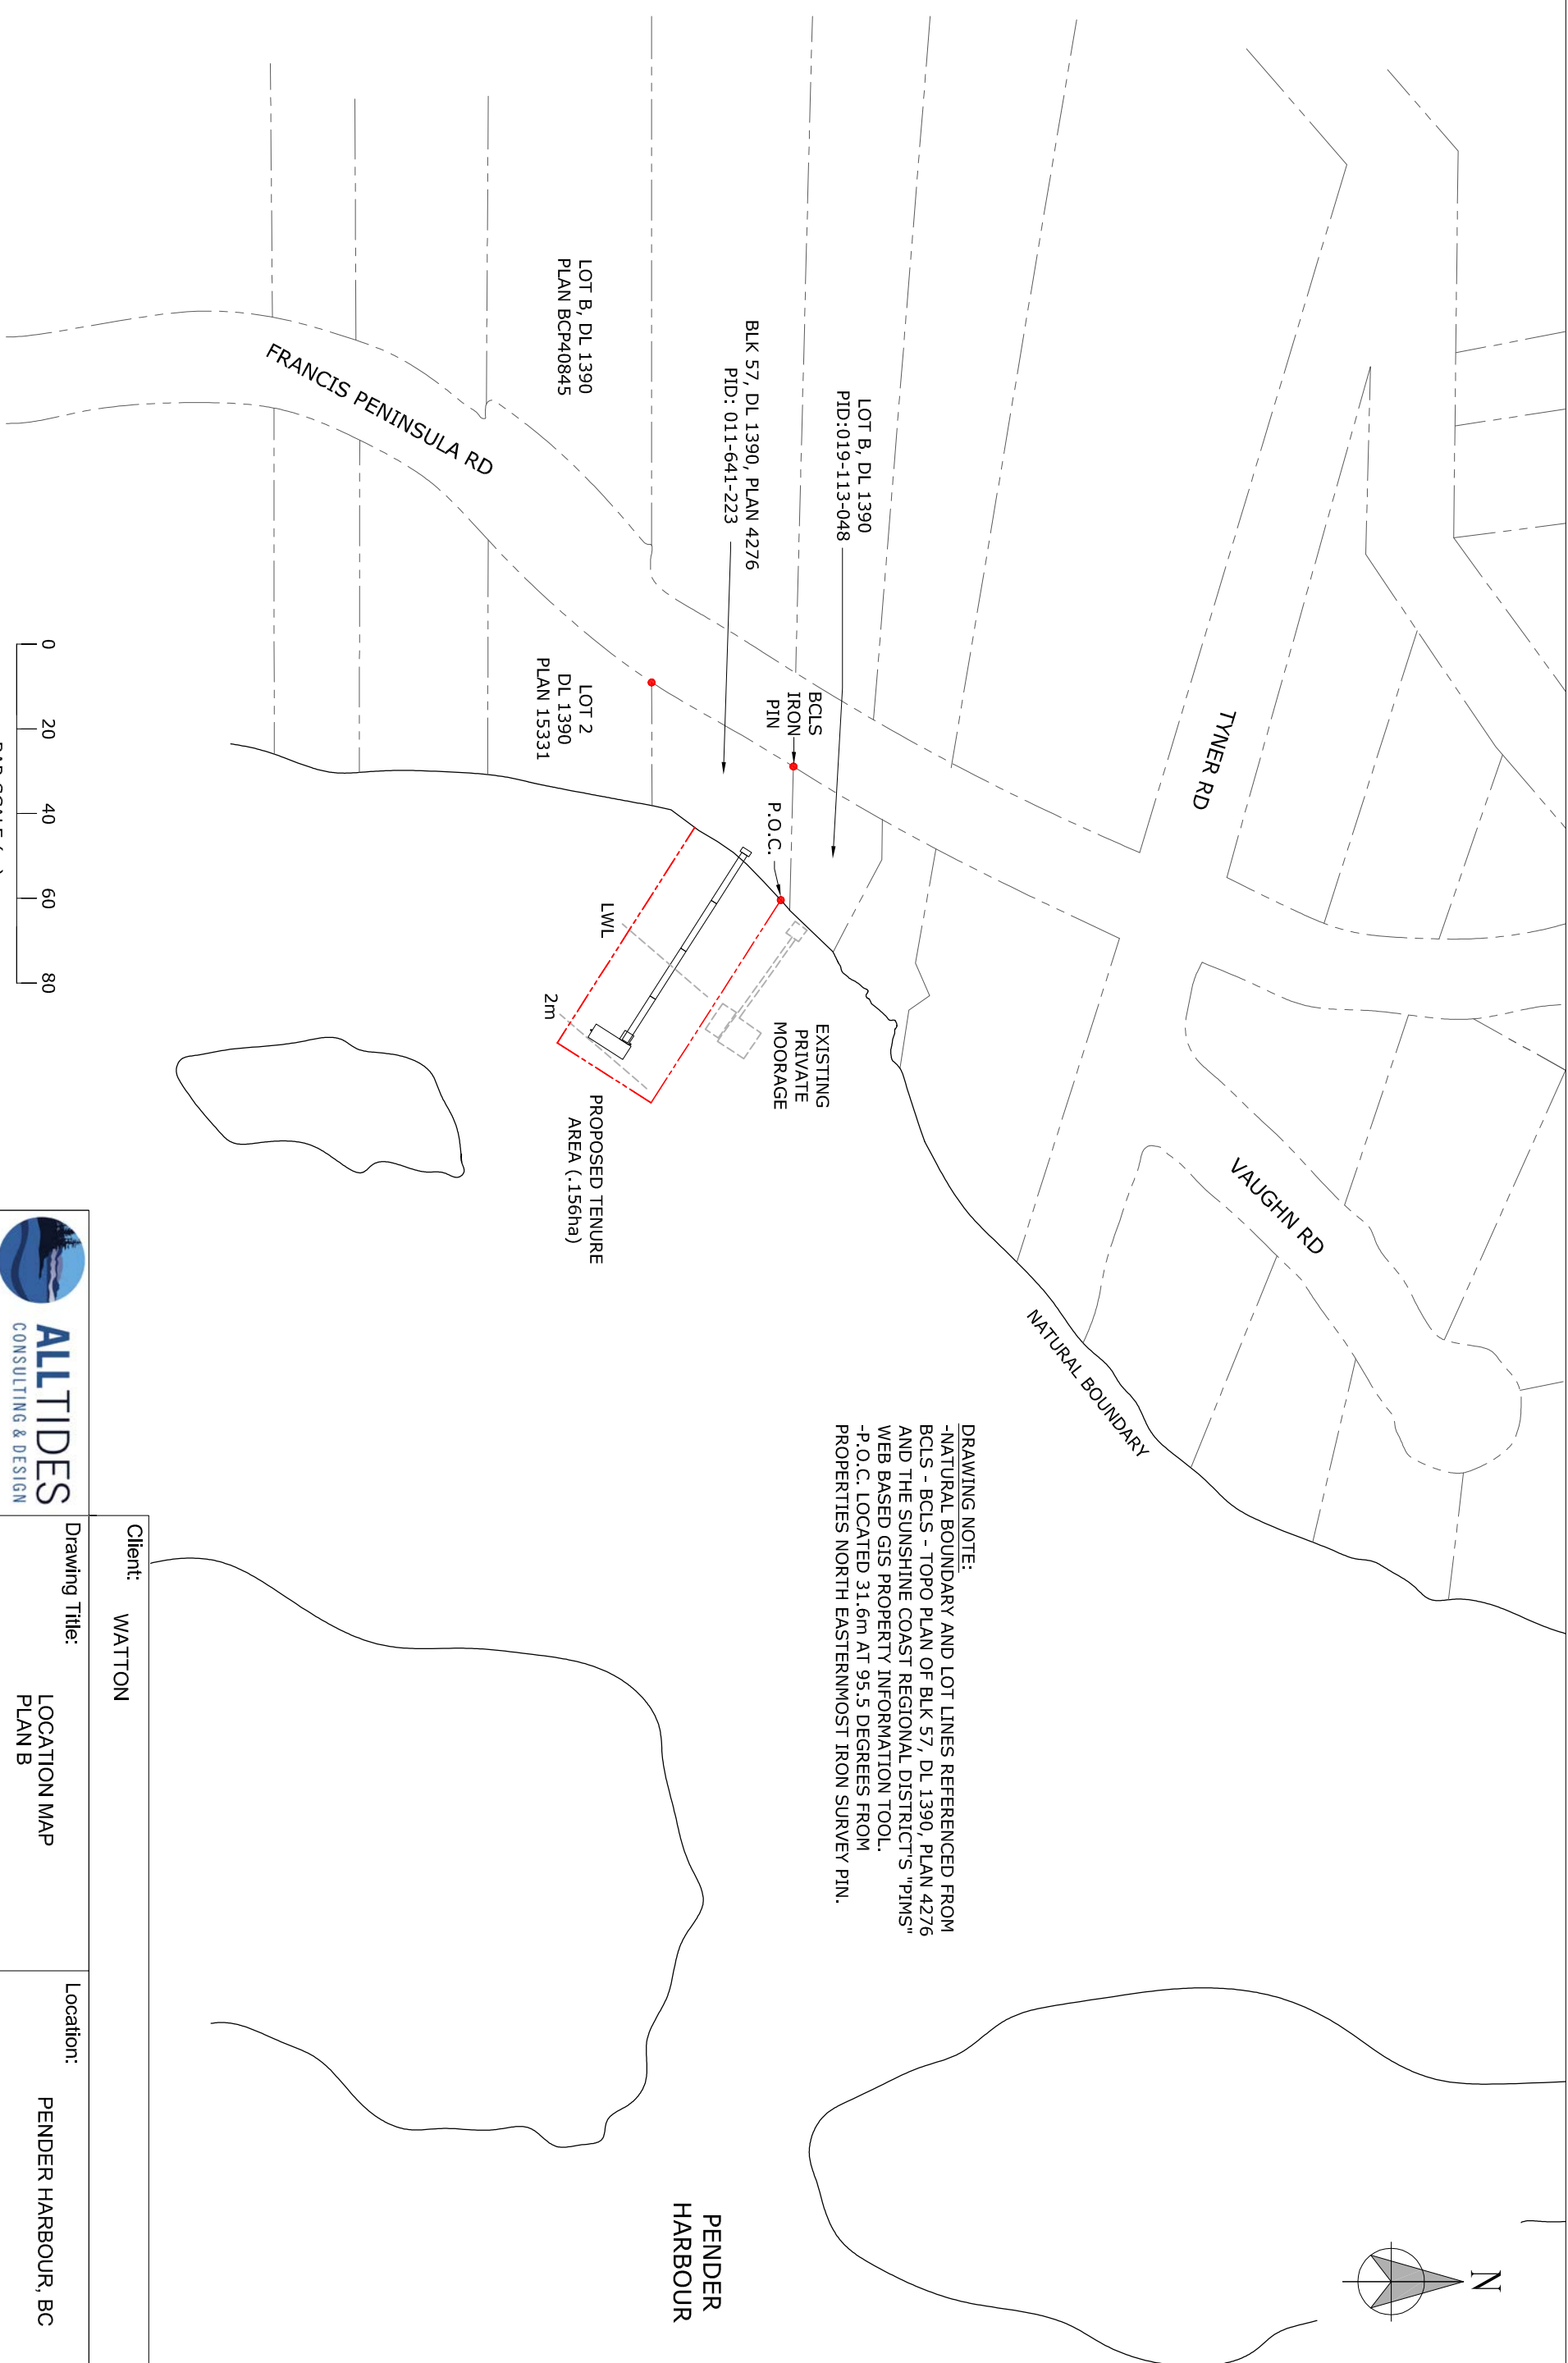 N
TYNER RD
VAUGHN RD
NATURAL BOUNDARY
FRANCIS PENINSULA RD
LOT B, DL 1390
PID:019-113-048
BLK 57, DL 1390, PLAN 4276
PID: 011-641-223
LOT B, DL 1390
PLAN BCP40845
BCLS
IRON
PIN
P.O.C.
LOT 2
DL 1390
PLAN 15331
EXISTING
PRIVATE
MOORAGE
LWL
2m
PROPOSED TENURE
AREA (.156ha)
DRAWING NOTE:
-NATURAL BOUNDARY AND LOT LINES REFERENCED FROM
BCLS - BCLS - TOPO PLAN OF BLK 57, DL 1390, PLAN 4276
AND THE SUNSHINE COAST REGIONAL DISTRICT'S "PIMS"
WEB BASED GIS PROPERTY INFORMATION TOOL.
-P.O.C. LOCATED 31.6m AT 95.5 DEGREES FROM
PROPERTIES NORTH EASTERNMOST IRON SURVEY PIN.
PENDER
HARBOUR
0 20 40 60 80
ALLTIDES
CONSULTING & DESIGN
Client: WATTON
Drawing Title:
LOCATION MAP
PLAN B
Location:
PENDER HARBOUR, BC